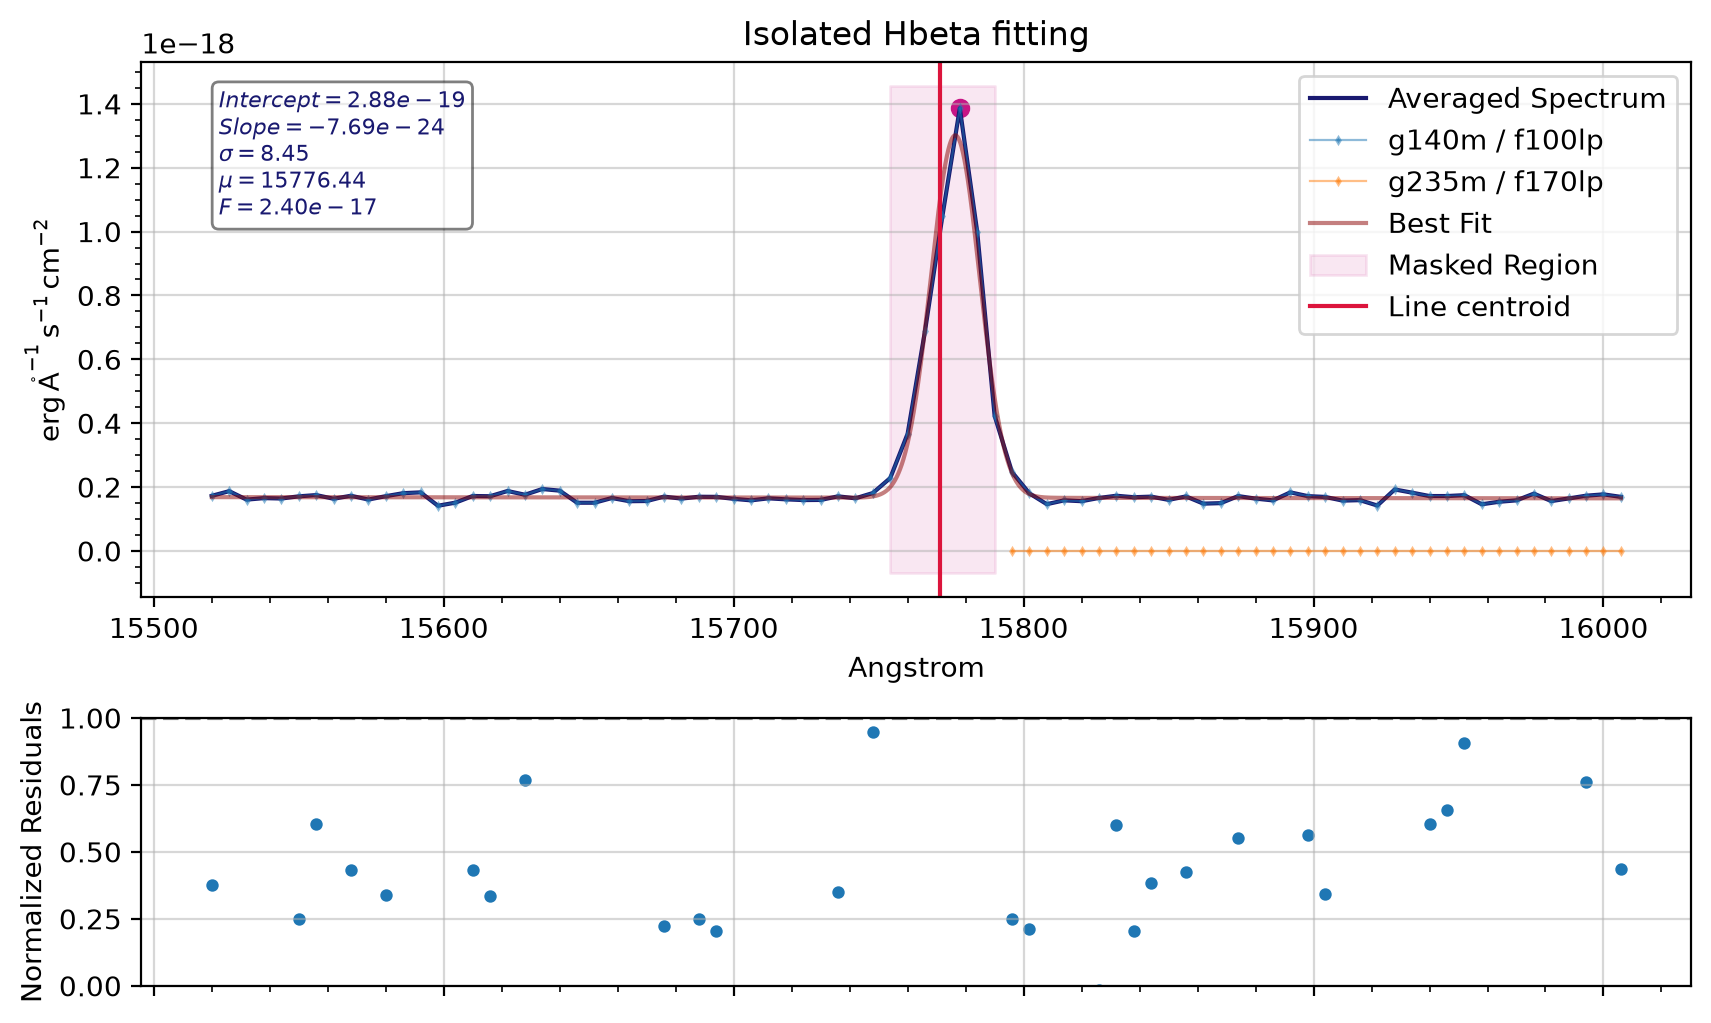 Isolated Hbeta fitting
1e−18
Intercept = 2.88e − 19
Slope = −7.69e − 24
σ = 8.45
μ = 15776.44
F = 2.40e − 17
Averaged Spectrum
g140m / f100lp
g235m / f170lp
Best Fit
Masked Region
Line centroid
erg Å⁻¹ s⁻¹ cm⁻²
1.4
1.2
1.0
0.8
0.6
0.4
0.2
0.0
15500 15600 15700 15800 15900 16000
Angstrom
Normalized Residuals
1.00
0.75
0.50
0.25
0.00